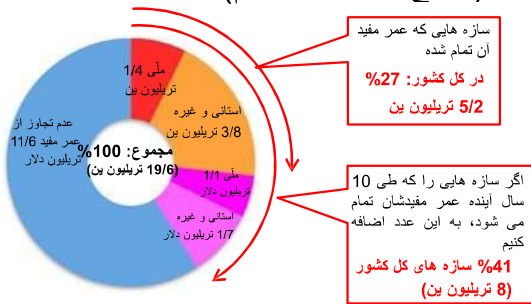 سازه هایی که عمر مفید
آن تمام شده
در کل کشور: 27%
5/2 تریلیون ین
ملّی 1/4
تریلیون ین
استانی و غیره
3/8 تریلیون ین
عدم تجاوز از
عمر مفید 11/6
تریلیون دلار
مجموع: 100%
(19/6 تریلیون ین)
ملّی 1/1
تریلیون دلار
استانی و غیره
1/7 تریلیون دلار
اگر سازه هایی را که طی 10
سال آینده عمر مفیدشان تمام
می شود، به این عدد اضافه
کنیم
41% سازه های کل کشور
(8 تریلیون ین)